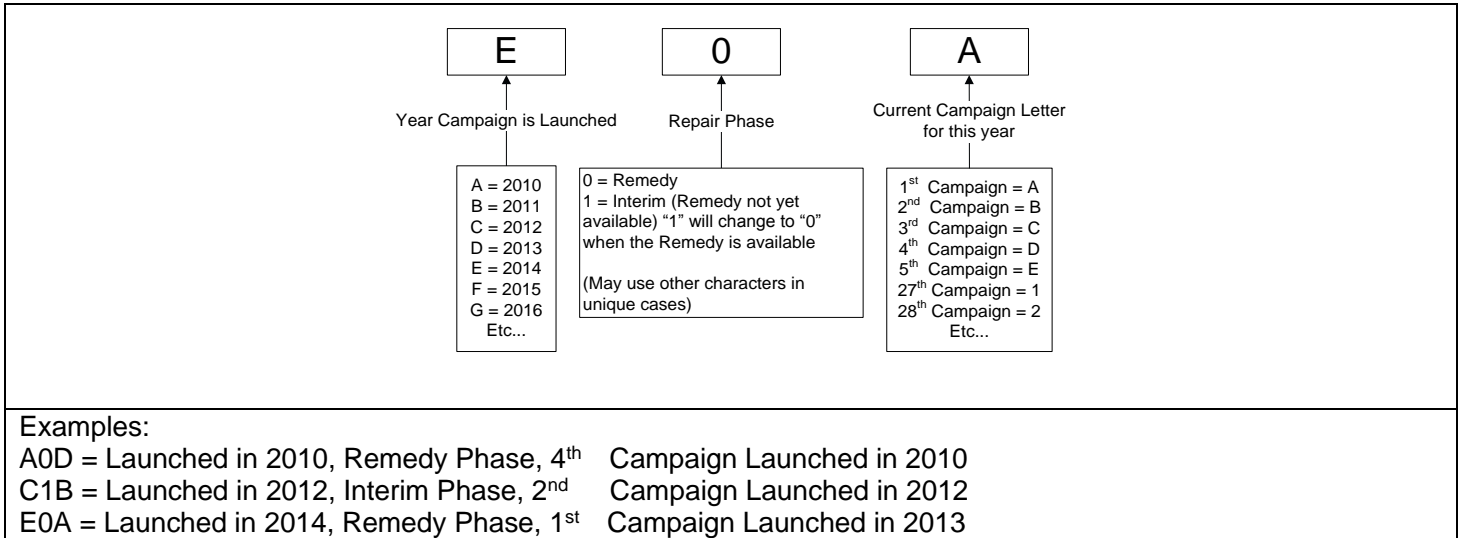 E
0
A
Year Campaign is Launched
Repair Phase
Current Campaign Letter
for this year
A = 2010
B = 2011
C = 2012
D = 2013
E = 2014
F = 2015
G = 2016
Etc...
0 = Remedy
1 = Interim (Remedy not yet
available) “1” will change to “0”
when the Remedy is available
(May use other characters in
unique cases)
1st Campaign = A
2nd Campaign = B
3rd Campaign = C
4th Campaign = D
5th Campaign = E
27th Campaign = 1
28th Campaign = 2
Etc...
Examples:
A0D = Launched in 2010, Remedy Phase, 4th Campaign Launched in 2010
C1B = Launched in 2012, Interim Phase, 2nd Campaign Launched in 2012
E0A = Launched in 2014, Remedy Phase, 1st Campaign Launched in 2013